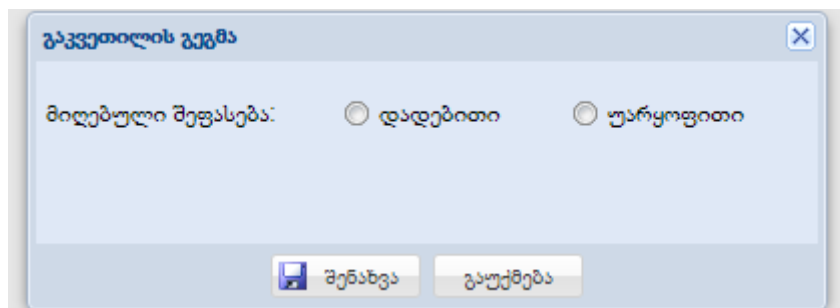 გაკვეთილის გეგმა
მიღებული შეფასება: დადებითი უარყოფითი
შენახვა გაუქმება